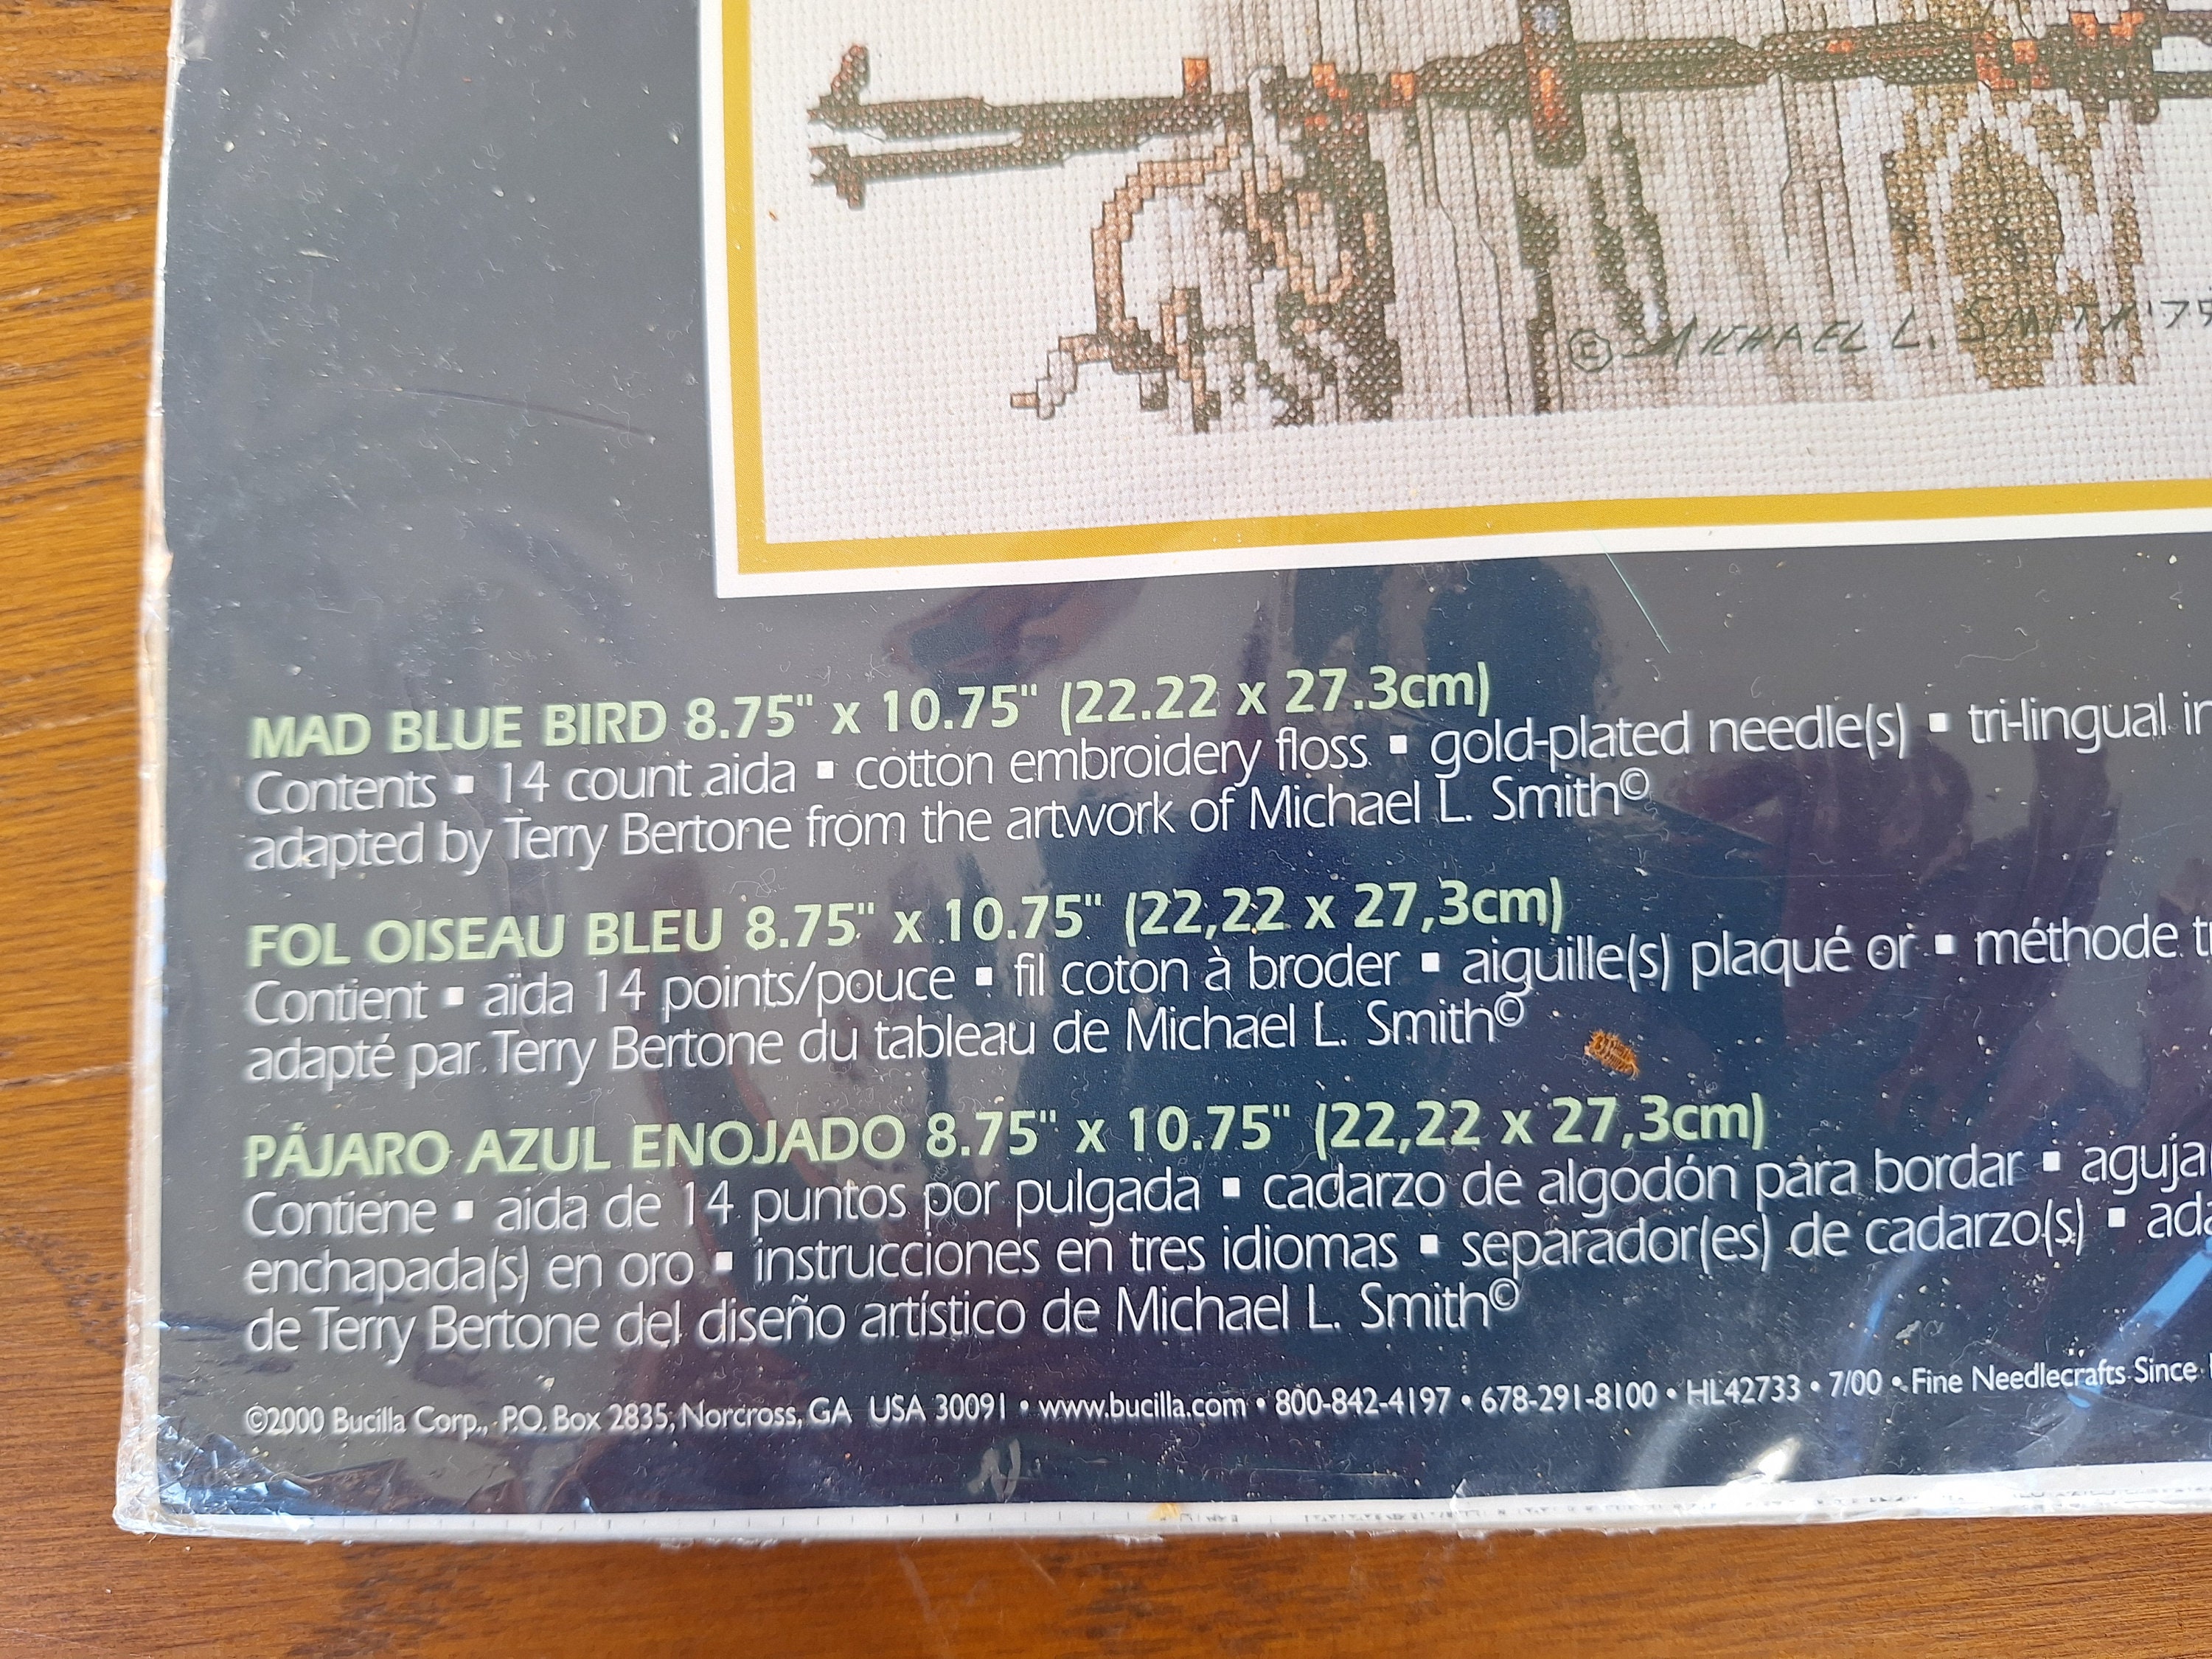 © MICHAEL L. SMITH '75
MAD BLUE BIRD 8.75" x 10.75" (22.22 x 27.3cm)
Contents ▪ 14 count aida ▪ cotton embroidery floss ▪ gold-plated needle(s) ▪ tri-lingual
adapted by Terry Bertone from the artwork of Michael L. Smith©
FOL OISEAU BLEU 8.75" x 10.75" (22,22 x 27,3cm)
Contient ▪ aïda 14 points/pouce ▪ fil coton à broder ▪ aiguille(s) plaqué or ▪ méthode
adapté par Terry Bertone du tableau de Michael L. Smith©
PÁJARO AZUL ENOJADO 8.75" x 10.75" (22,22 x 27,3cm)
Contiene ▪ aida de 14 puntos por pulgada ▪ cadarzo de algodón para bordar ▪ aguja
enchapada(s) en oro ▪ instrucciones en tres idiomas ▪ separador(es) de cadarzo(s) ▪
de Terry Bertone del diseño artístico de Michael L. Smith©
©2000 Bucilla Corp., P.O. Box 2835, Norcross, GA USA 30091 • www.bucilla.com • 800-842-4197 • 678-291-8100 • HL42733 • 7/00 • Fine Needlecrafts Since